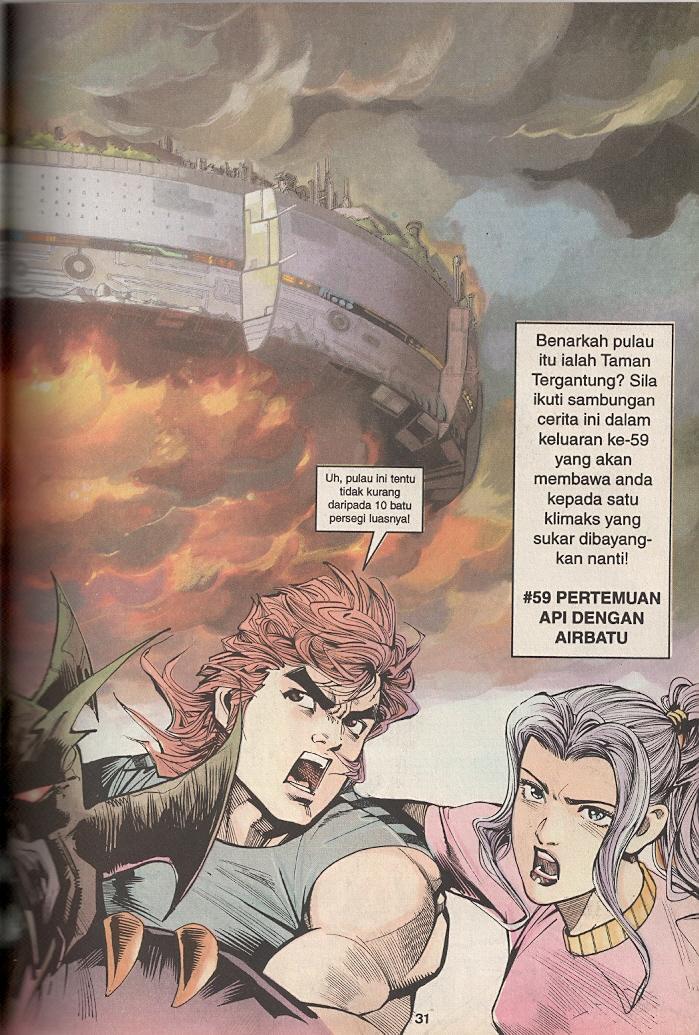 Benarkah pulau
itu ialah Taman
Tergantung? Sila
ikuti sambungan
cerita ini dalam
keluaran ke-59
yang akan
membawa anda
kepada satu
klimaks yang
sukar dibayang-
kan nanti!
#59 PERTEMUAN
API DENGAN
AIRBATU
Uh, pulau ini tentu
tidak kurang
daripada 10 batu
persegi luasnya!
31